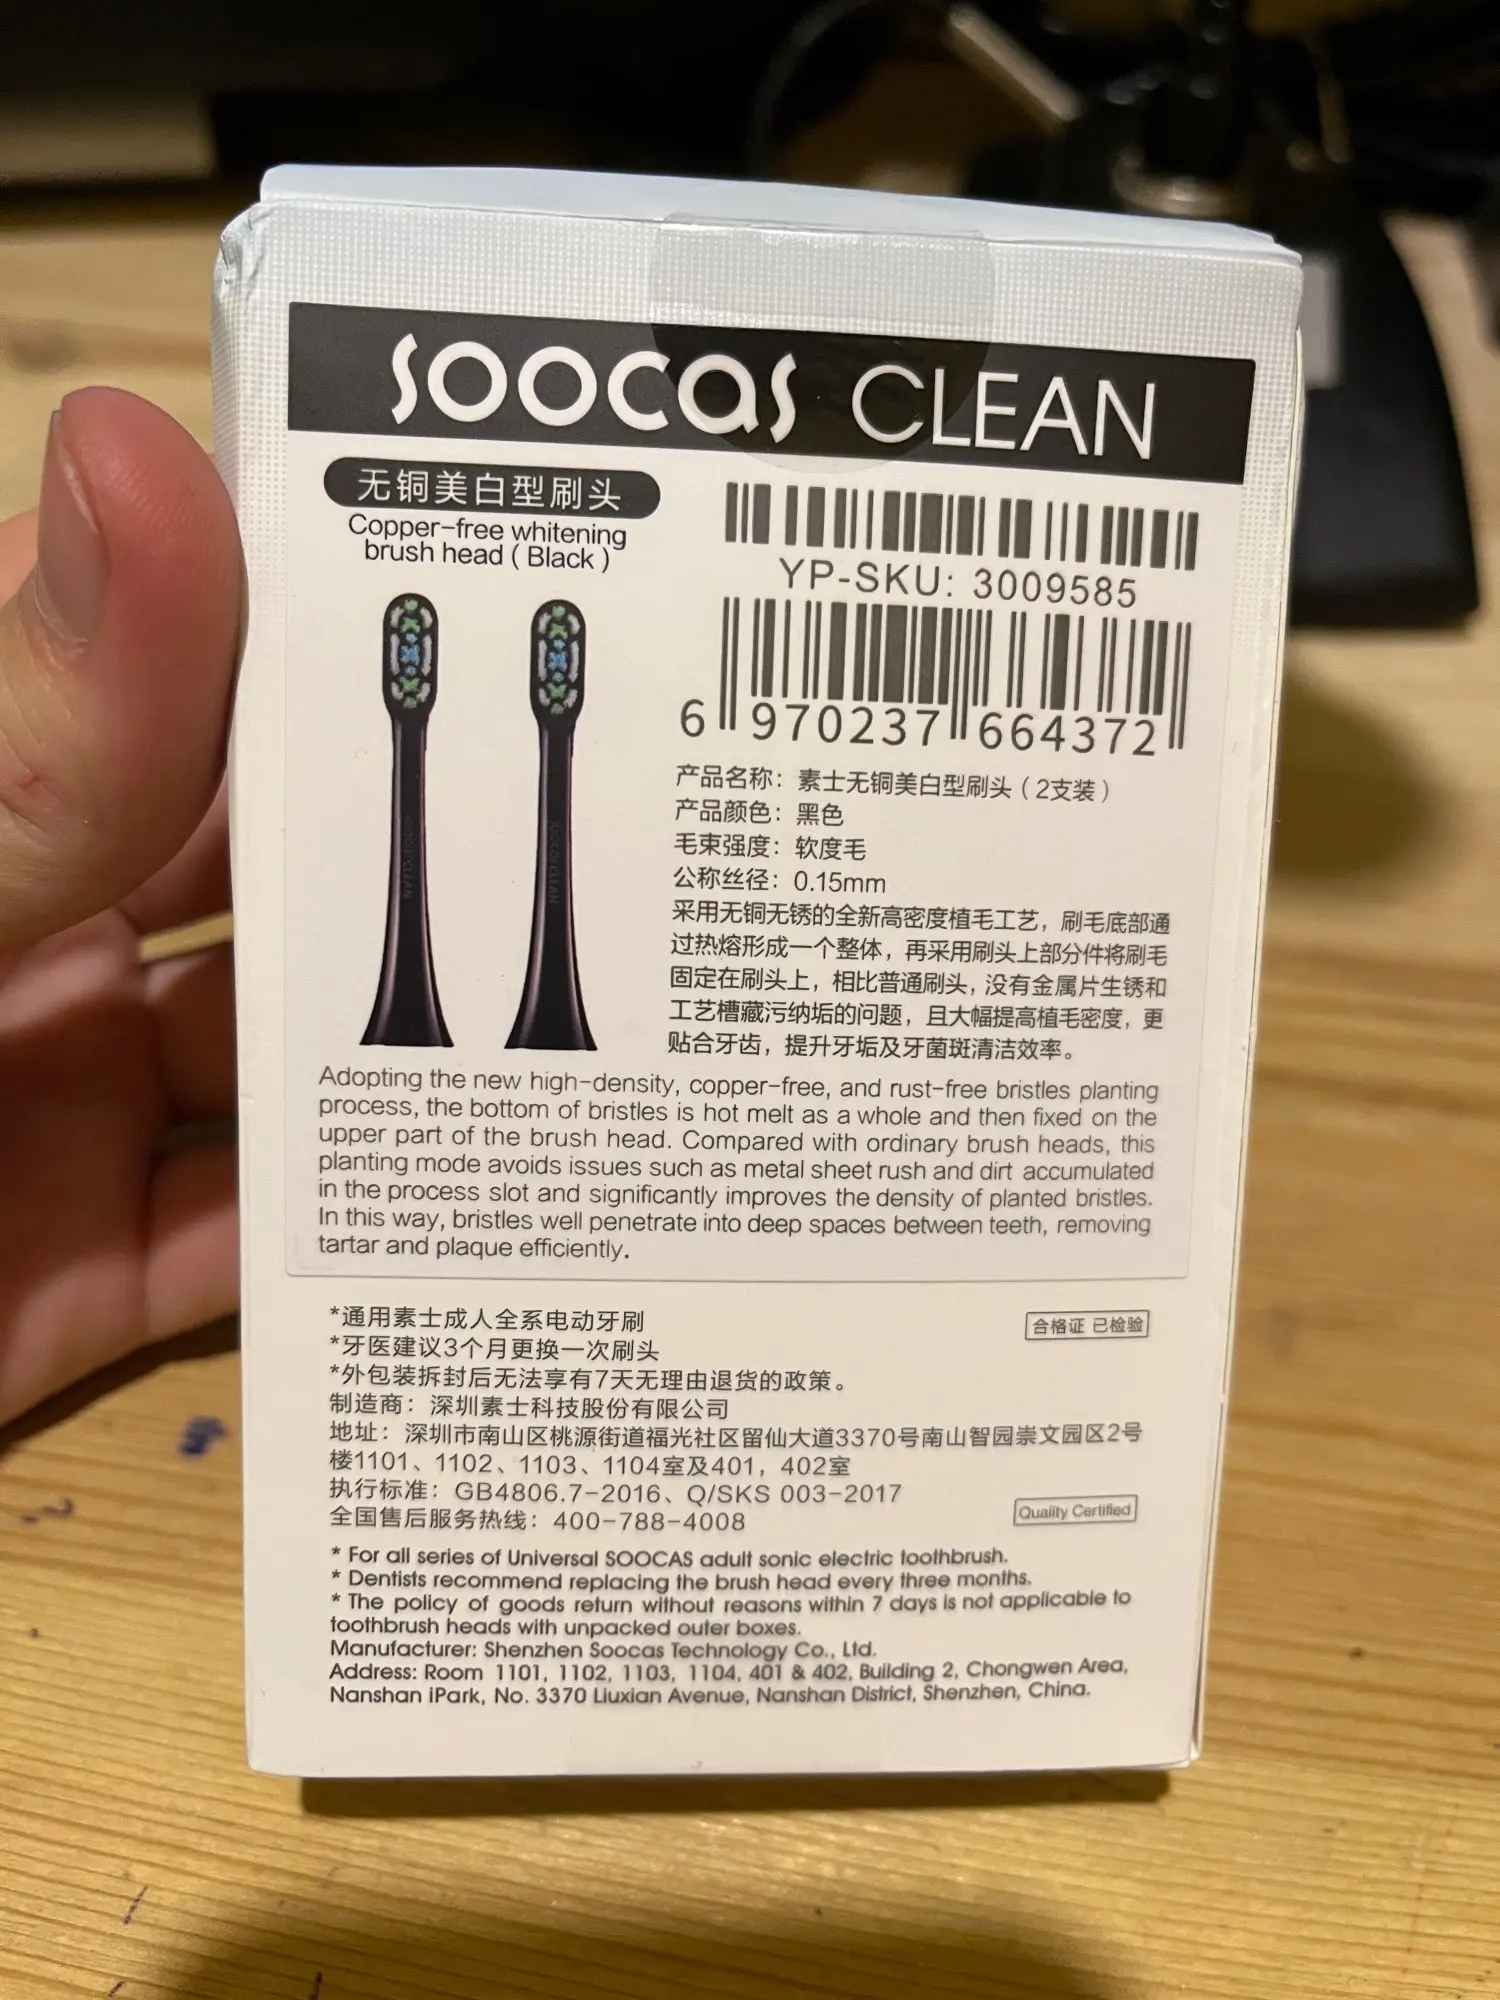 SOOCAS CLEAN
无铜美白型刷头
Copper-free whitening
brush head ( Black )
YP-SKU: 3009585
6 970237 664372
产品名称：素士无铜美白型刷头（2支装）
产品颜色：黑色
毛束强度：软度毛
公称丝径：0.15mm
采用无铜无锈的全新高密度植毛工艺，刷毛底部通
过热熔形成一个整体，再采用刷头上部分件将刷毛
固定在刷头上，相比普通刷头，没有金属片生锈和
工艺槽藏污纳垢的问题，且大幅提高植毛密度，更
贴合牙齿，提升牙垢及牙菌斑清洁效率。
SOOCAS CLEAN
SOOCAS CLEAN
Adopting the new high-density, copper-free, and rust-free bristles planting
process, the bottom of bristles is hot melt as a whole and then fixed on the
upper part of the brush head. Compared with ordinary brush heads, this
planting mode avoids issues such as metal sheet rush and dirt accumulated
in the process slot and significantly improves the density of planted bristles.
In this way, bristles well penetrate into deep spaces between teeth, removing
tartar and plaque efficiently.
*通用素士成人全系电动牙刷
合格证 已检验
*牙医建议3个月更换一次刷头
*外包装拆封后无法享有7天无理由退货的政策。
制造商：深圳素士科技股份有限公司
地址：深圳市南山区桃源街道福光社区留仙大道3370号南山智园崇文园区2号
楼1101、1102、1103、1104室及401，402室
执行标准：GB4806.7-2016、Q/SKS 003-2017
全国售后服务热线：400-788-4008
Quality Certified
* For all series of Universal SOOCAS adult sonic electric toothbrush.
* Dentists recommend replacing the brush head every three months.
* The policy of goods return without reasons within 7 days is not applicable to
toothbrush heads with unpacked outer boxes.
Manufacturer: Shenzhen Soocas Technology Co., Ltd.
Address: Room 1101, 1102, 1103, 1104, 401 & 402, Building 2, Chongwen Area,
Nanshan iPark, No. 3370 Liuxian Avenue, Nanshan District, Shenzhen, China.